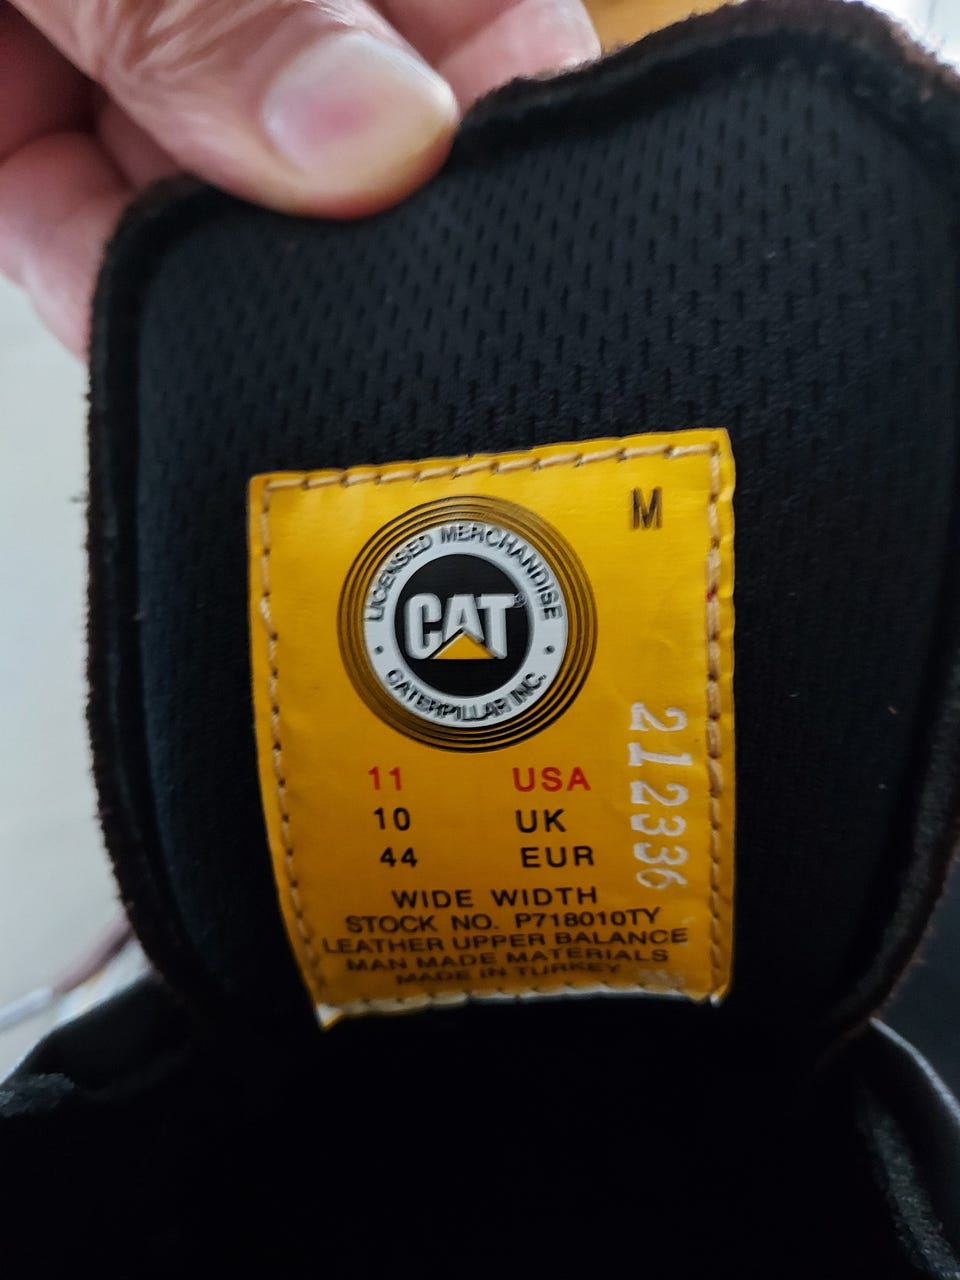 M
LICENSED MERCHANDISE
CAT®
• CATERPILLAR INC. •
11 USA
10 UK
44 EUR
212336
WIDE WIDTH
STOCK NO. P718010TY
LEATHER UPPER BALANCE
MAN MADE MATERIALS
MADE IN TURKEY